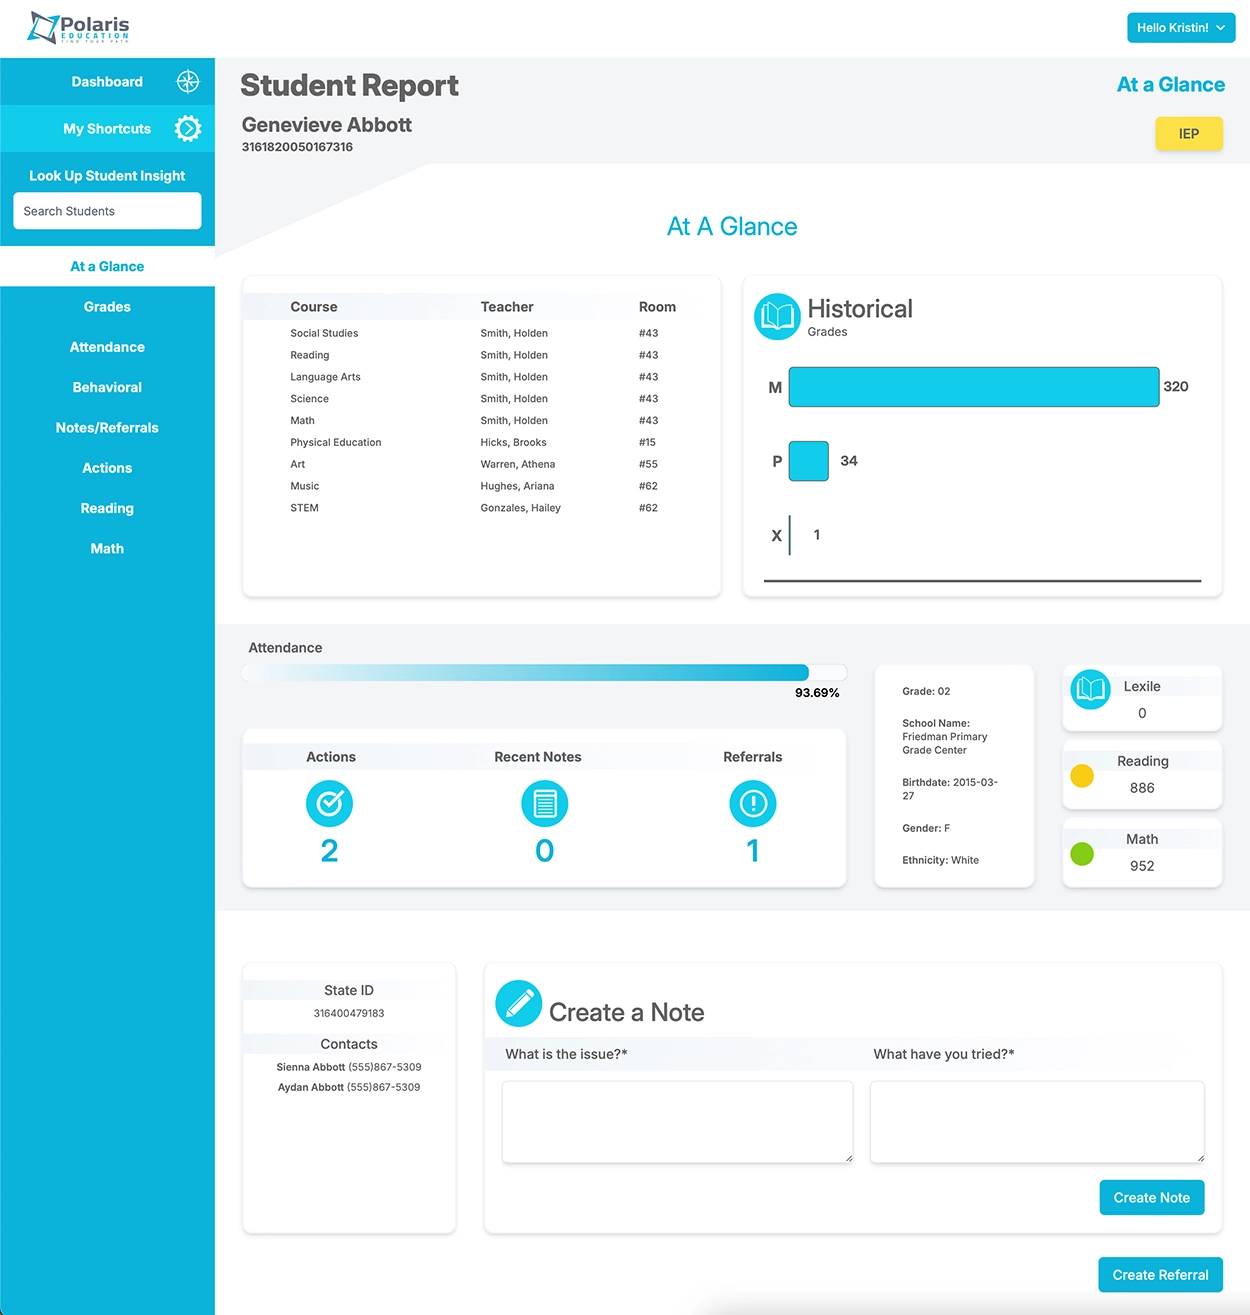 Polaris
EDUCATION
FIND YOUR PATH
Hello Kristin!
Dashboard
My Shortcuts
Look Up Student Insight
Search Students
At a Glance
Grades
Attendance
Behavioral
Notes/Referrals
Actions
Reading
Math
Student Report
At a Glance
Genevieve Abbott
3161820050167316
IEP
At A Glance
Course Teacher Room
Social Studies Smith, Holden #43
Reading Smith, Holden #43
Language Arts Smith, Holden #43
Science Smith, Holden #43
Math Smith, Holden #43
Physical Education Hicks, Brooks #15
Art Warren, Athena #55
Music Hughes, Ariana #62
STEM Gonzales, Hailey #62
Historical
Grades
M 320
P 34
X 1
Attendance
93.69%
Actions Recent Notes Referrals
2 0 1
Grade: 02
School Name:
Friedman Primary
Grade Center
Birthdate: 2015-03-
27
Gender: F
Ethnicity: White
Lexile
0
Reading
886
Math
952
State ID
316400479183
Contacts
Sienna Abbott (555)867-5309
Aydan Abbott (555)867-5309
Create a Note
What is the issue?* What have you tried?*
Create Note
Create Referral